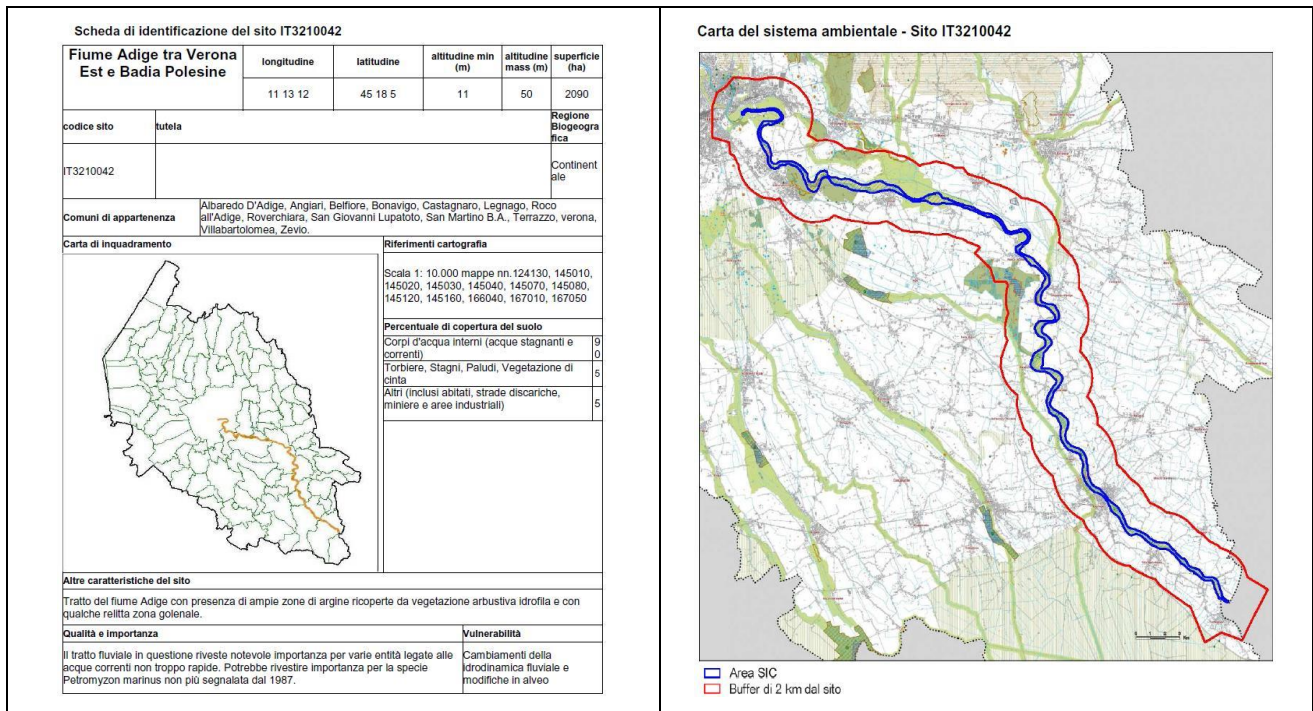 Scheda di identificazione del sito IT3210042
Fiume Adige tra Verona
Est e Badia Polesine
longitudine
latitudine
altitudine min
(m)
altitudine
mass (m)
superficie
(ha)
11 13 12
45 18 5
11
50
2090
codice sito
tutela
Regione
Biogeogra
fica
IT3210042
Continent
ale
Comuni di appartenenza
Albaredo D'Adige, Angiari, Belfiore, Bonavigo, Castagnaro, Legnago, Roco
all'Adige, Roverchiara, San Giovanni Lupatoto, San Martino B.A., Terrazzo, verona,
Villabartolomea, Zevio.
Carta di inquadramento
Riferimenti cartografia
Scala 1: 10.000 mappe nn.124130, 145010,
145020, 145030, 145040, 145070, 145080,
145120, 145160, 166040, 167010, 167050
Percentuale di copertura del suolo
Corpi d'acqua interni (acque stagnanti e
correnti)
9
0
Torbiere, Stagni, Paludi, Vegetazione di
cinta
5
Altri (inclusi abitati, strade discariche,
miniere e aree industriali)
5
Altre caratteristiche del sito
Tratto del fiume Adige con presenza di ampie zone di argine ricoperte da vegetazione arbustiva idrofila e con
qualche relitta zona golenale.
Qualità e importanza
Vulnerabilità
Il tratto fluviale in questione riveste notevole importanza per varie entità legate alle
acque correnti non troppo rapide. Potrebbe rivestire importanza per la specie
Petromyzon marinus non più segnalata dal 1987.
Cambiamenti della
idrodinamica fluviale e
modifiche in alveo
Carta del sistema ambientale - Sito IT3210042
Area SIC
Buffer di 2 km dal sito